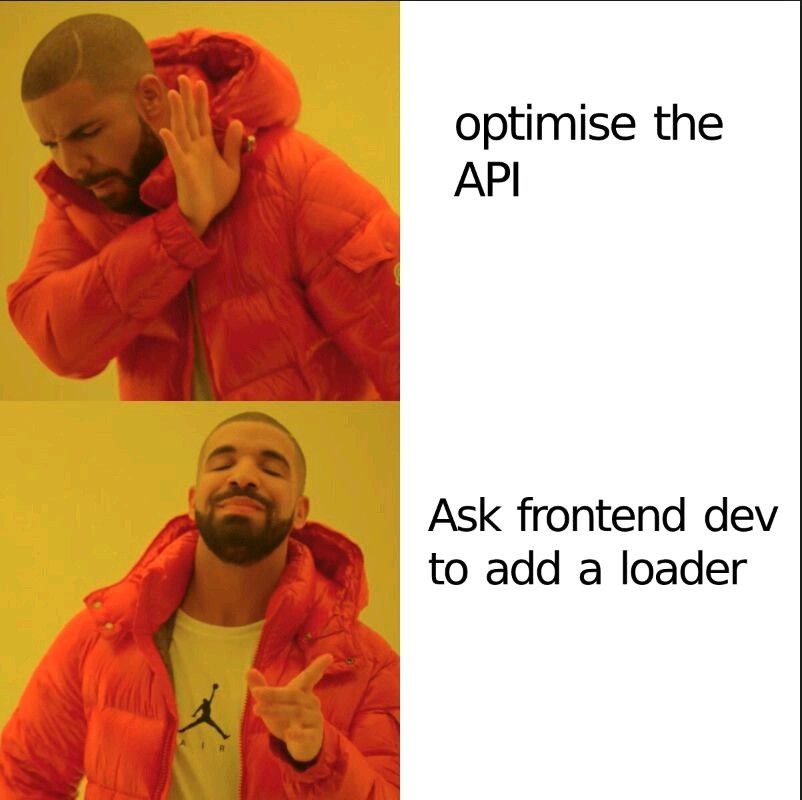 optimise the
API
Ask frontend dev
to add a loader
A I R